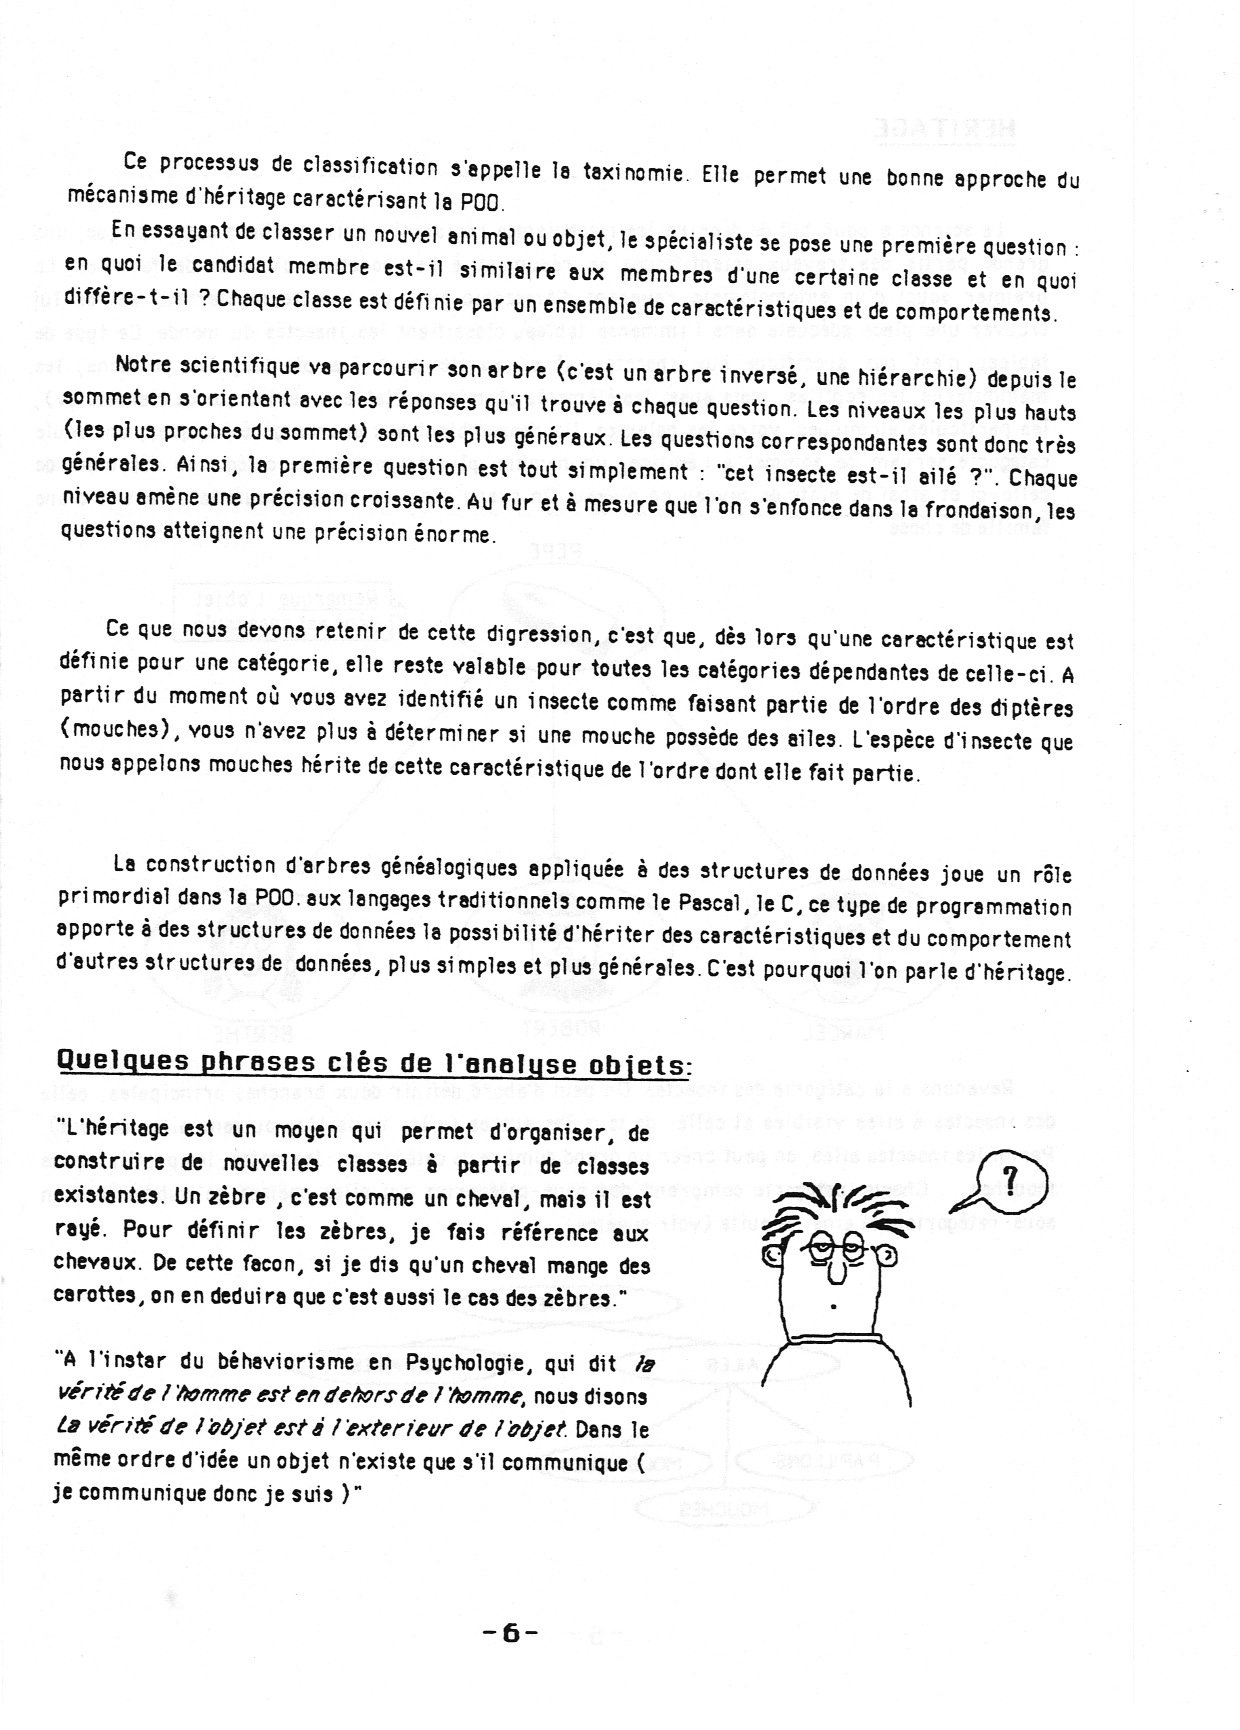 Ce processus de classification s'appelle la taxinomie. Elle permet une bonne approche du
mécanisme d'héritage caractérisant la POO.
En essayant de classer un nouvel animal ou objet, le spécialiste se pose une première question :
en quoi le candidat membre est-il similaire aux membres d'une certaine classe et en quoi
diffère-t-il ? Chaque classe est définie par un ensemble de caractéristiques et de comportements.
Notre scientifique va parcourir son arbre (c'est un arbre inversé, une hiérarchie) depuis le
sommet en s'orientant avec les réponses qu'il trouve à chaque question. Les niveaux les plus hauts
(les plus proches du sommet) sont les plus généraux. Les questions correspondantes sont donc très
générales. Ainsi, la première question est tout simplement : "cet insecte est-il ailé ?". Chaque
niveau amène une précision croissante. Au fur et à mesure que l'on s'enfonce dans la frondaison, les
questions atteignent une précision énorme.
Ce que nous devons retenir de cette digression, c'est que, dès lors qu'une caractéristique est
définie pour une catégorie, elle reste valable pour toutes les catégories dépendantes de celle-ci. A
partir du moment où vous avez identifié un insecte comme faisant partie de l'ordre des diptères
(mouches), vous n'avez plus à déterminer si une mouche possède des ailes. L'espèce d'insecte que
nous appelons mouches hérite de cette caractéristique de l'ordre dont elle fait partie.
La construction d'arbres généalogiques appliquée à des structures de données joue un rôle
primordial dans la POO. aux langages traditionnels comme le Pascal, le C, ce type de programmation
apporte à des structures de données la possibilité d'hériter des caractéristiques et du comportement
d'autres structures de données, plus simples et plus générales. C'est pourquoi l'on parle d'héritage.
Quelques phrases clés de l'analyse objets:
"L'héritage est un moyen qui permet d'organiser, de
construire de nouvelles classes à partir de classes
existantes. Un zèbre , c'est comme un cheval, mais il est
rayé. Pour définir les zèbres, je fais référence aux
chevaux. De cette facon, si je dis qu'un cheval mange des
carottes, on en deduira que c'est aussi le cas des zèbres."
?
"A l'instar du béhaviorisme en Psychologie, qui dit la
vérité de l'homme est en dehors de l'homme, nous disons
La vérité de l'objet est à l'exterieur de l'objet. Dans le
même ordre d'idée un objet n'existe que s'il communique (
je communique donc je suis )"
-6-